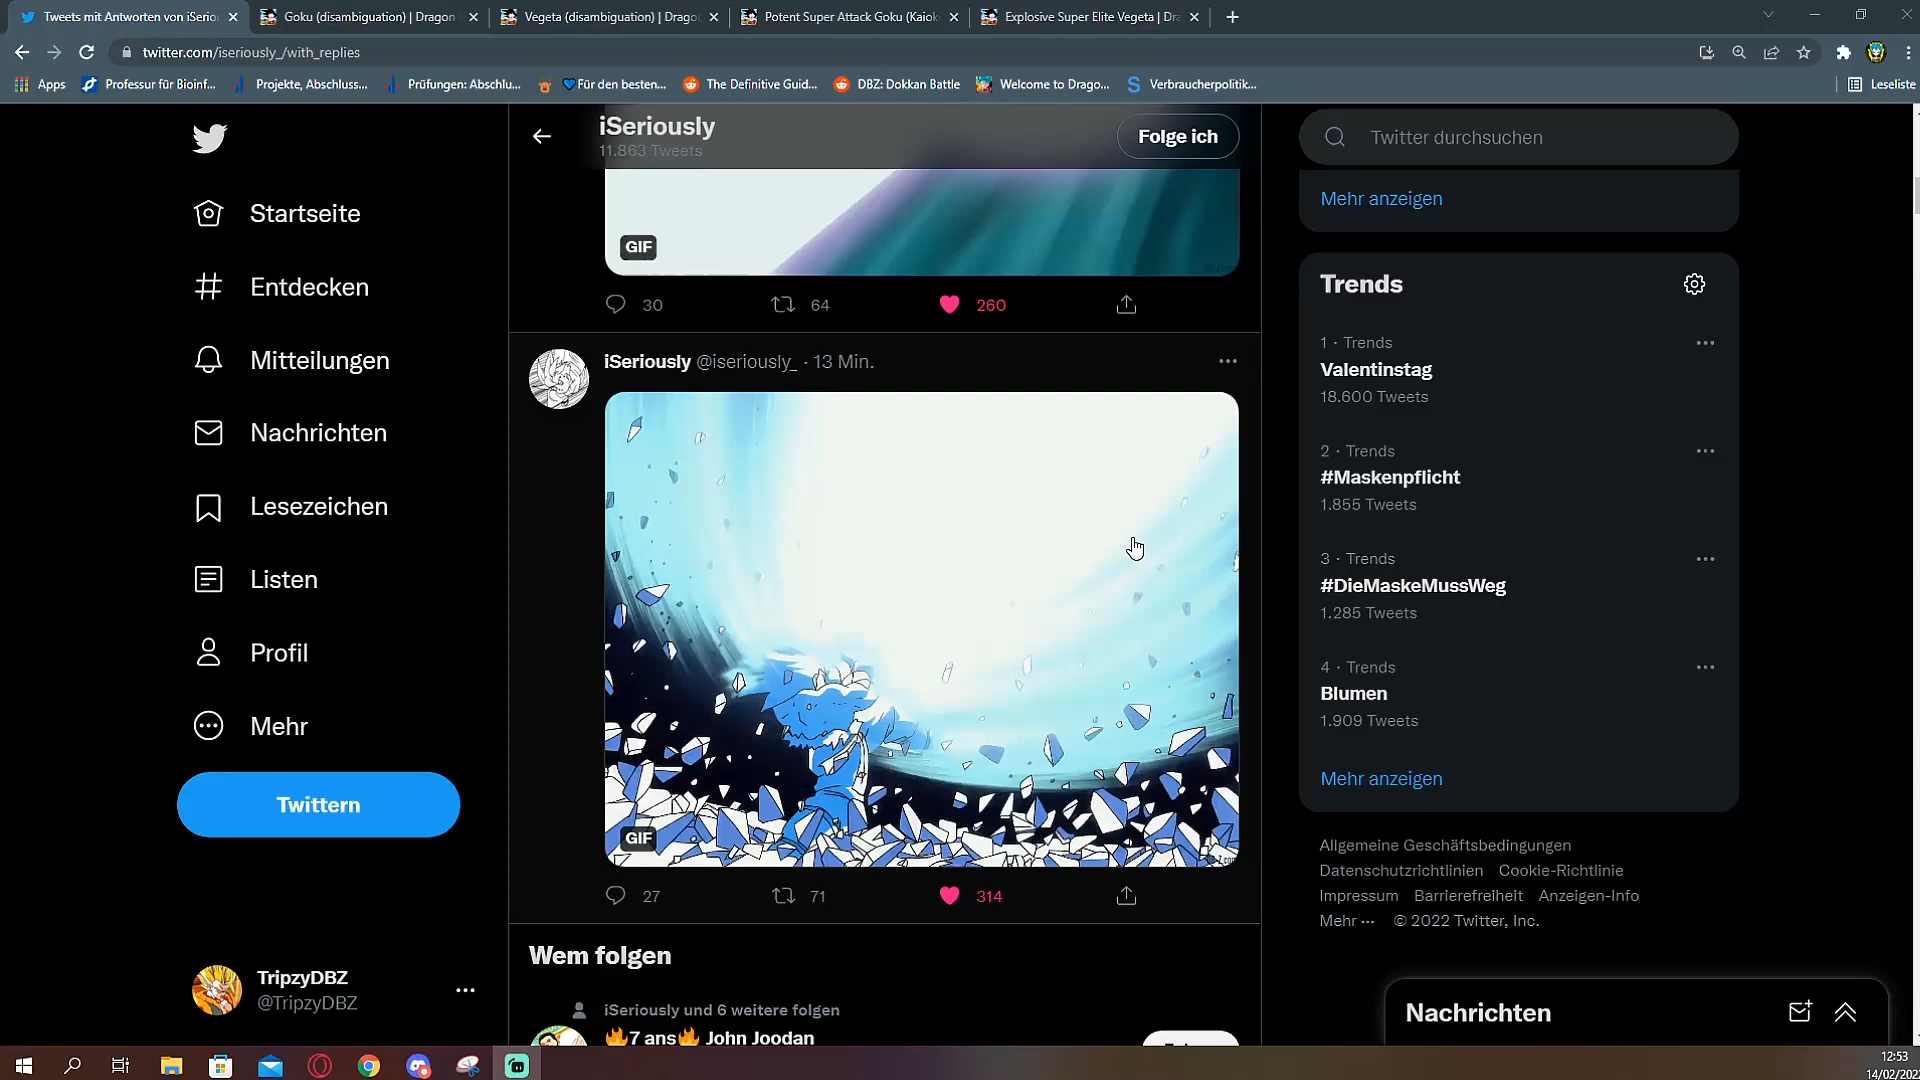 Tweets mit Antworten von iSeriou
Goku (disambiguation) | Dragon
Vegeta (disambiguation) | Drago
Potent Super Attack Goku (Kaiok
Explosive Super Elite Vegeta | Dra
twitter.com/iseriously_/with_replies
Apps
Professur für Bioinf...
Projekte, Abschluss...
Prüfungen: Abschlu...
Für den besten...
The Definitive Guid...
DBZ: Dokkan Battle
Welcome to Drago...
Verbraucherpolitik...
Leseliste
iSeriously
11.863 Tweets
Folge ich
Twitter durchsuchen
Mehr anzeigen
Startseite
Entdecken
Mitteilungen
Nachrichten
Lesezeichen
Listen
Profil
Mehr
Twittern
TripzyDBZ
@TripzyDBZ
GIF
30
64
260
iSeriously @iseriously_ · 13 Min.
GIF
27
71
314
Wem folgen
iSeriously und 6 weitere folgen
🔥7 ans🔥 John Joodan
Trends
1 · Trends
Valentinstag
18.600 Tweets
2 · Trends
#Maskenpflicht
1.855 Tweets
3 · Trends
#DieMaskeMussWeg
1.285 Tweets
4 · Trends
Blumen
1.909 Tweets
Mehr anzeigen
Allgemeine Geschäftsbedingungen
Datenschutzrichtlinien Cookie-Richtlinie
Impressum Barrierefreiheit Anzeigen-Info
Mehr ··· © 2022 Twitter, Inc.
Nachrichten
12:53
14/02/202